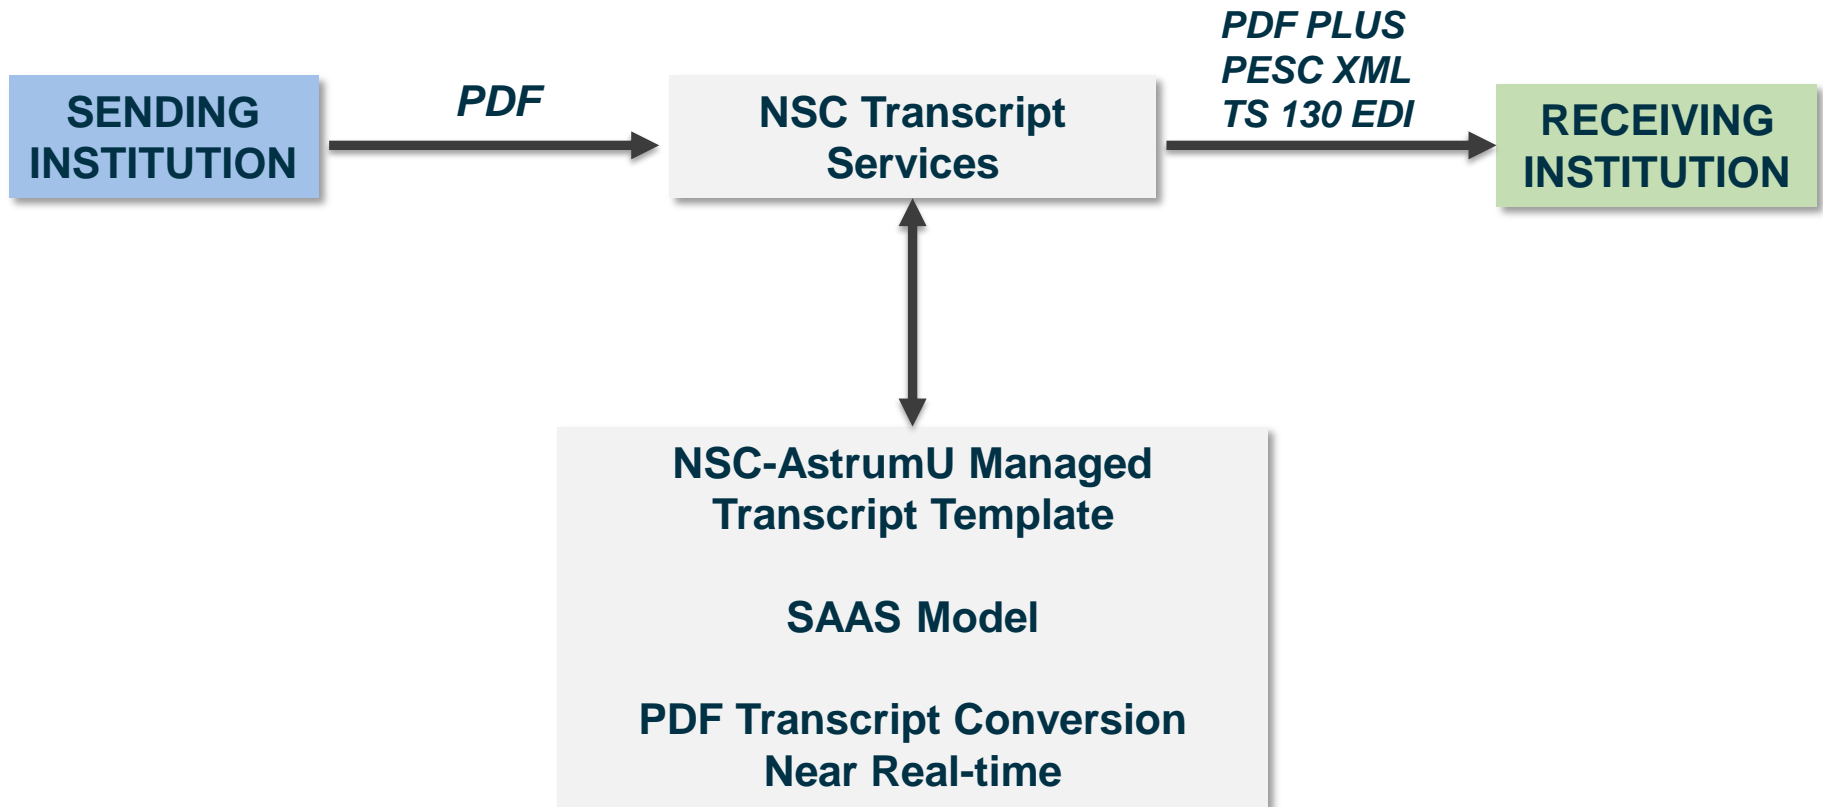 SENDING
INSTITUTION
PDF
NSC Transcript
Services
PDF PLUS
PESC XML
TS 130 EDI
RECEIVING
INSTITUTION
NSC-AstrumU Managed
Transcript Template
SAAS Model
PDF Transcript Conversion
Near Real-time